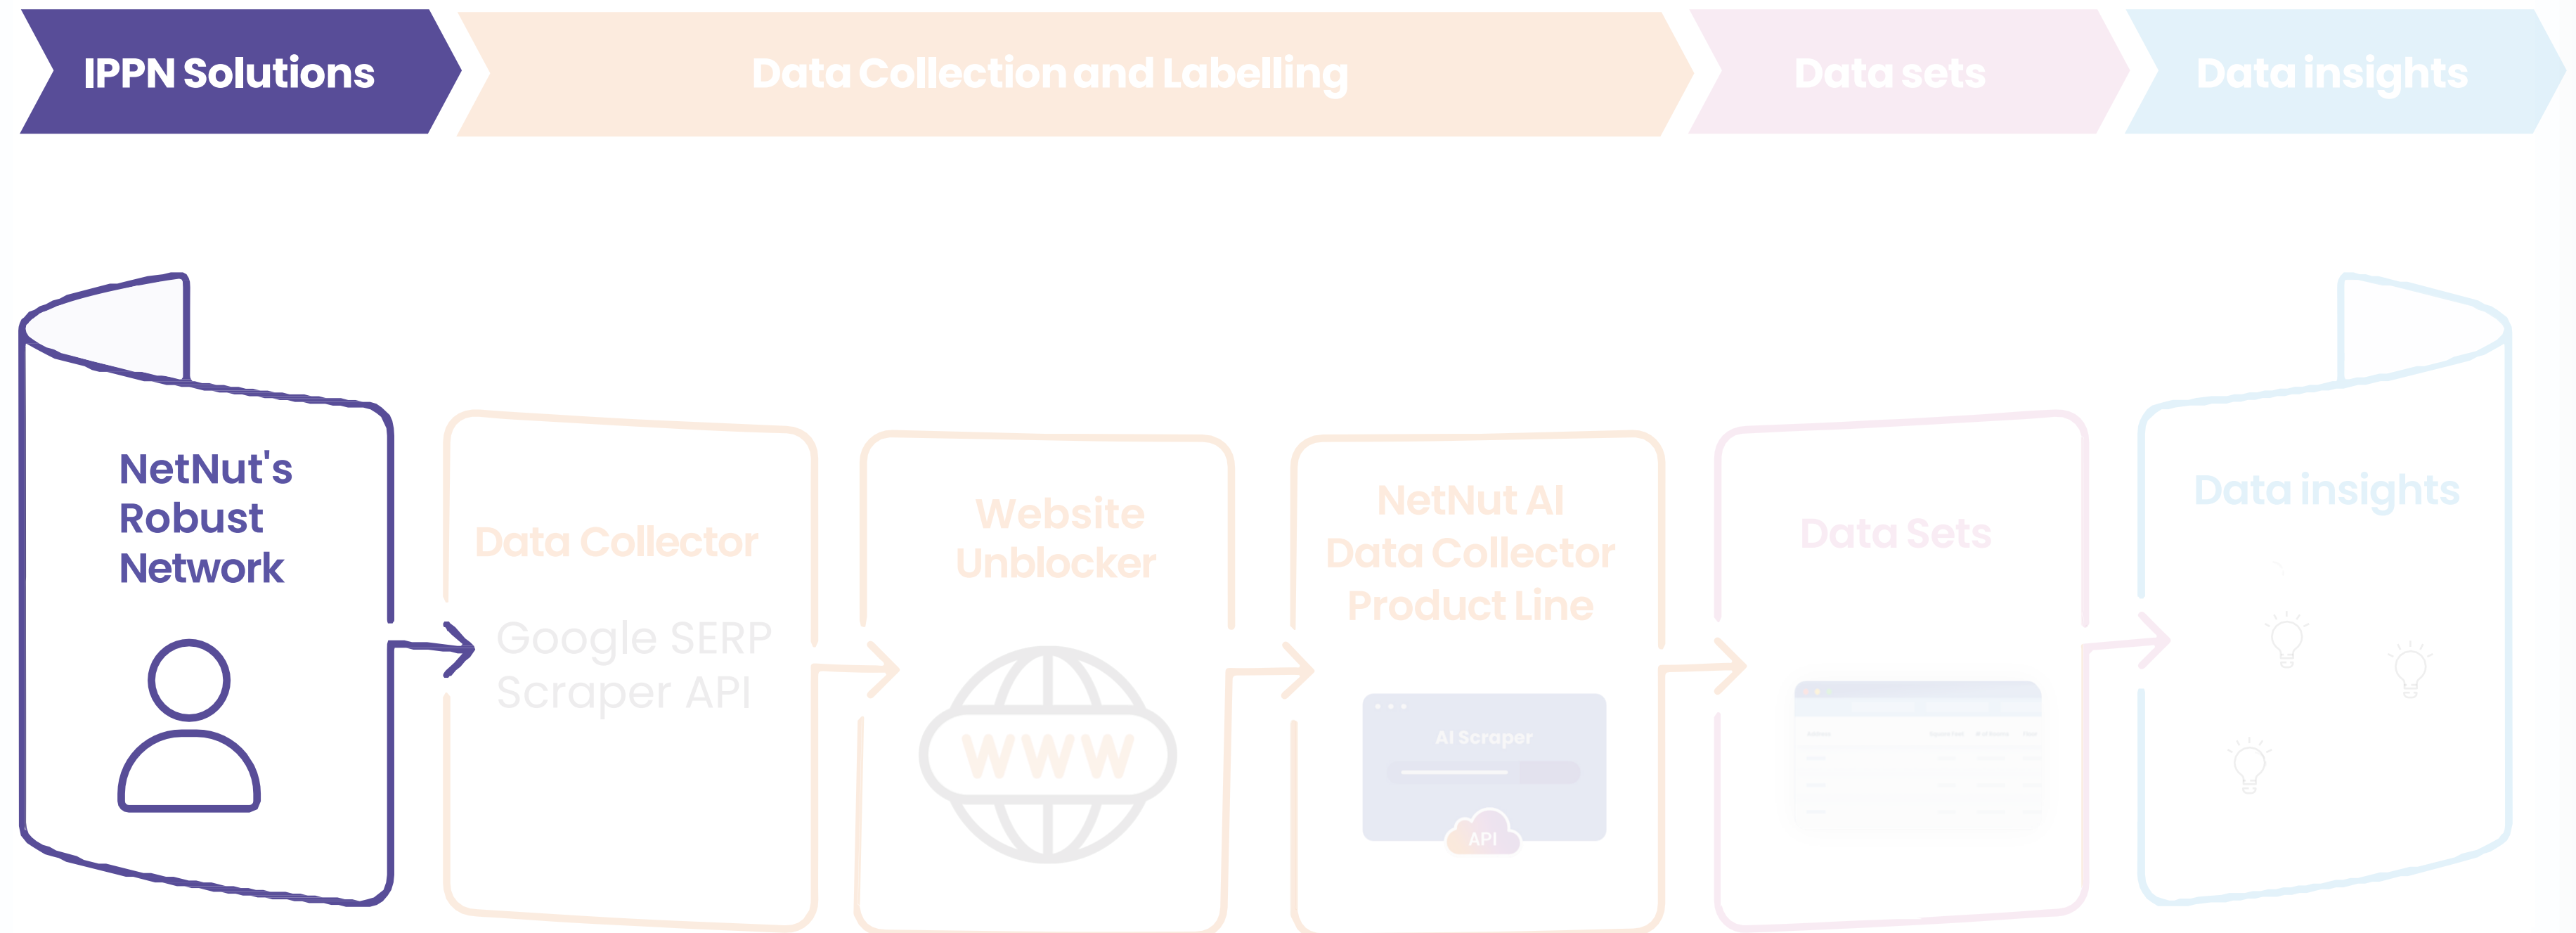 IPPN Solutions
Data Collection and Labelling
Data sets
Data insights
NetNut's
Robust
Network
Data Collector
Google SERP
Scraper API
Website
Unblocker
WWW
NetNut AI
Data Collector
Product Line
AI Scraper
API
Data Sets
Data insights